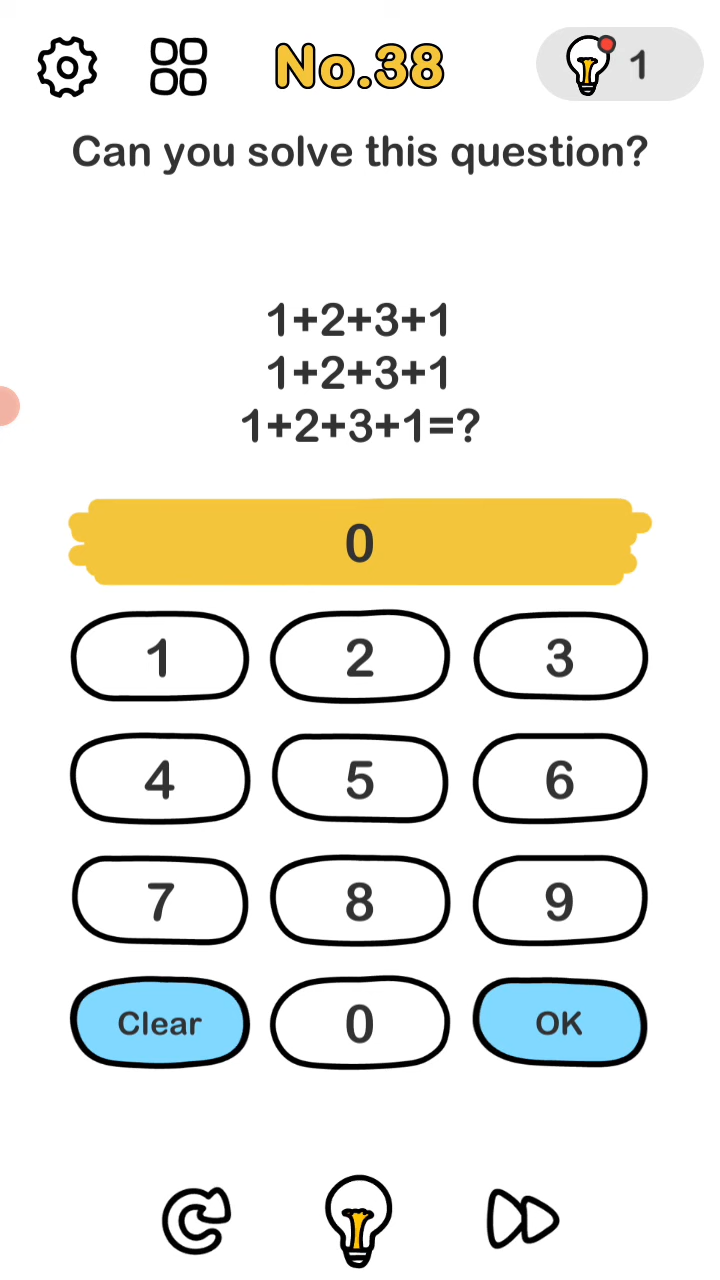 No.38
1
Can you solve this question?
1+2+3+1
1+2+3+1
1+2+3+1=?
0
1 2 3
4 5 6
7 8 9
Clear 0 OK